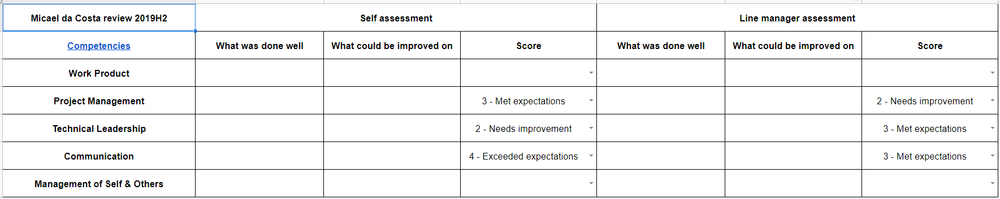 Micael da Costa review 2019H2 Self assessment Line manager assessment
Competencies What was done well What could be improved on Score What was done well What could be improved on Score
Work Product
Project Management 3 - Met expectations 2 - Needs improvement
Technical Leadership 2 - Needs improvement 3 - Met expectations
Communication 4 - Exceeded expectations 3 - Met expectations
Management of Self & Others